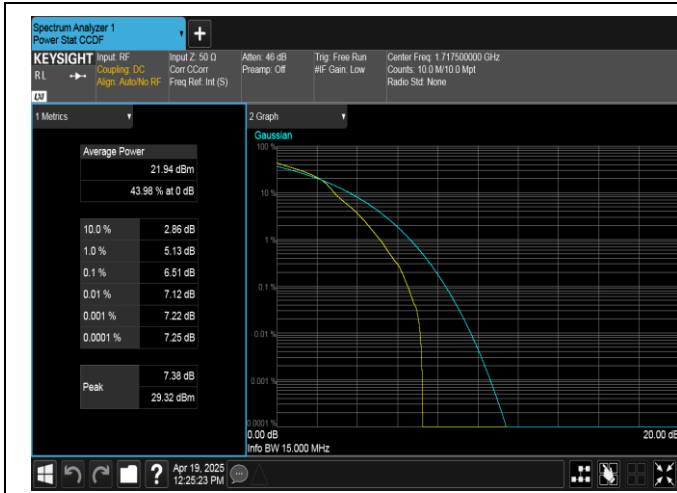 Spectrum Analyzer 1
Power Stat CCDF
+
KEYSIGHT
RL
LXI
Input: RF
Coupling: DC
Align: Auto/No RF
Input Z: 50 Ω
Corr CCorr
Freq Ref: Int (S)
Atten: 46 dB
Preamp: Off
Trig: Free Run
#IF Gain: Low
Center Freq: 1.717500000 GHz
Counts: 10.0 M/10.0 Mpt
Radio Std: None
1 Metrics
Average Power
21.94 dBm
43.98 % at 0 dB
10.0 % 2.86 dB
1.0 % 5.13 dB
0.1 % 6.51 dB
0.01 % 7.12 dB
0.001 % 7.22 dB
0.0001 % 7.25 dB
Peak
7.38 dB
29.32 dBm
2 Graph
Gaussian
100 %
10 %
1 %
0.1 %
0.01 %
0.001 %
0.0001 %
0.00 dB
20.00 dB
Info BW 15.000 MHz
?
Apr 19, 2025
12:25:23 PM